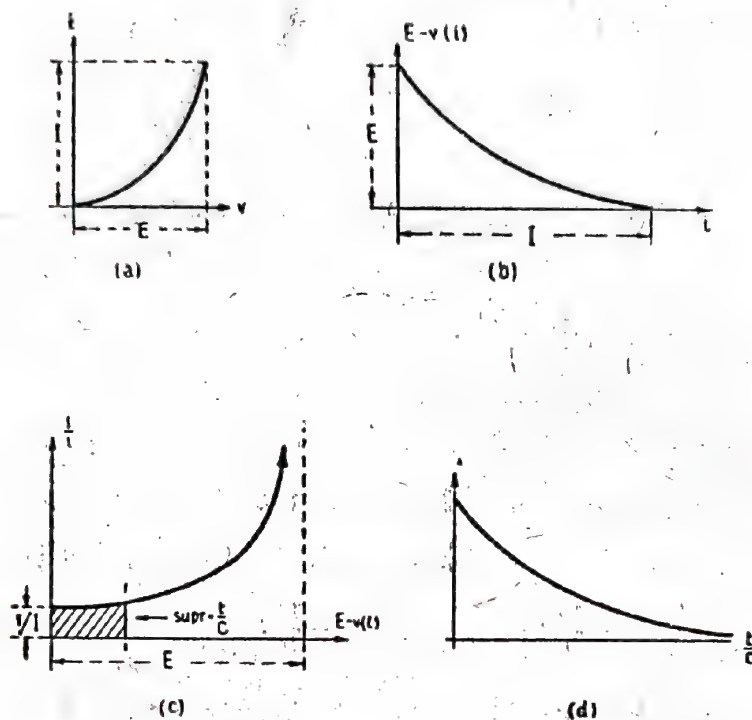 i
I
E
v
(a)
E-v(i)
E
I
i
(b)
1/i
1/I
supr=t/C
E-v(i)
E
(c)
t/C
(d)